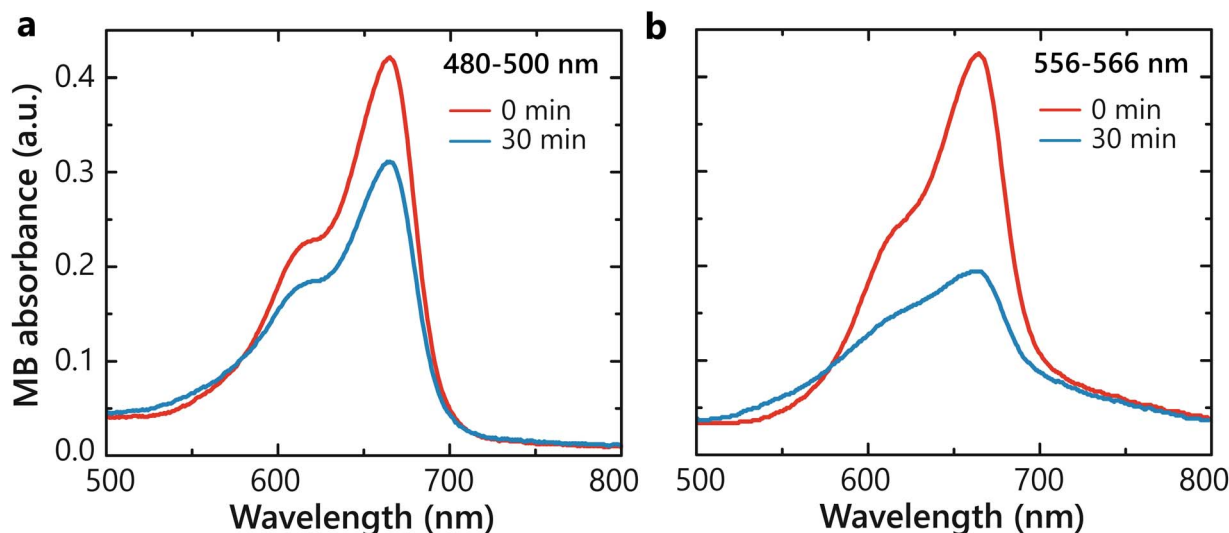 a
480-500 nm
0 min
30 min
MB absorbance (a.u.)
0.4
0.3
0.2
0.1
0.0
500 600 700 800
Wavelength (nm)
b
556-566 nm
0 min
30 min
500 600 700 800
Wavelength (nm)